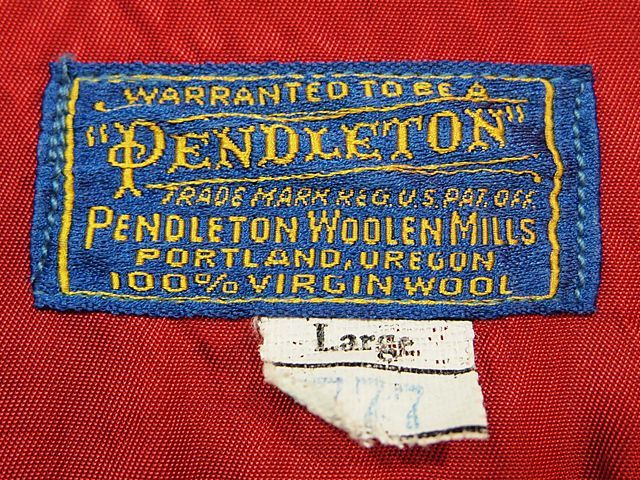 WARRANTED TO BE A
"PENDLETON"
TRADE MARK REG. U.S. PAT. OFF.
PENDLETON WOOLEN MILLS
PORTLAND, OREGON
100% VIRGIN WOOL
Large